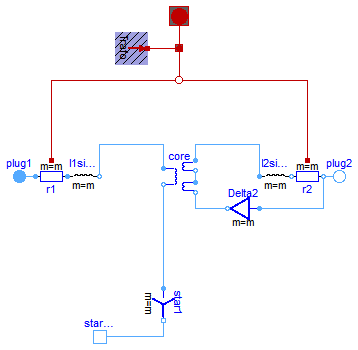 Trafo
core
plug1
m=m
l1si...
m=m
r1
l2si...
m=m
m=m
r2
plug2
Delta2
m=m
star1
m=m
star...